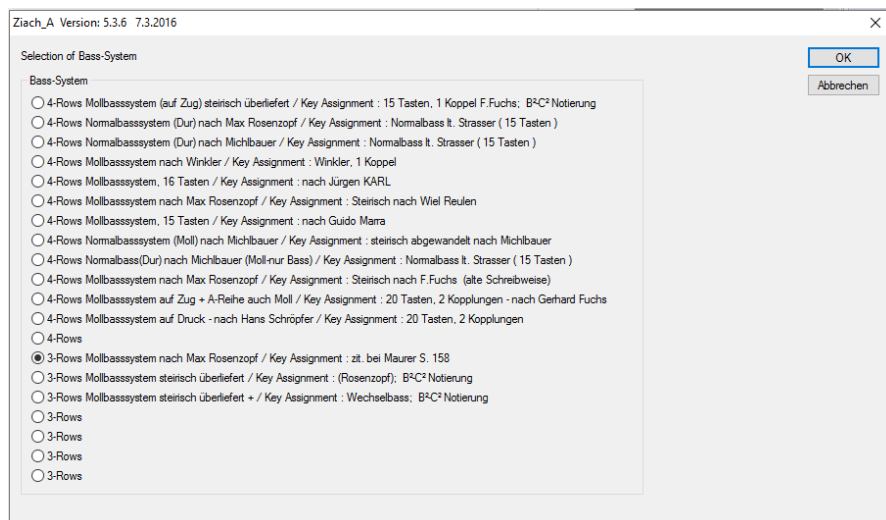 Ziach_A Version: 5.3.6 7.3.2016
Selection of Bass-System
OK
Abbrechen
Bass-System
4-Rows Mollbasssystem (auf Zug) steirisch überliefert / Key Assignment : 15 Tasten, 1 Koppel F.Fuchs; B²-C² Notierung
4-Rows Normalbasssystem (Dur) nach Max Rosenzopf / Key Assignment : Normalbass lt. Strasser ( 15 Tasten )
4-Rows Normalbasssystem (Dur) nach Michlbauer / Key Assignment : Normalbass lt. Strasser ( 15 Tasten )
4-Rows Mollbasssystem nach Winkler / Key Assignment : Winkler, 1 Koppel
4-Rows Mollbasssystem, 16 Tasten / Key Assignment : nach Jürgen KARL
4-Rows Mollbasssystem nach Max Rosenzopf / Key Assignment : Steirisch nach Wiel Reulen
4-Rows Mollbasssystem, 15 Tasten / Key Assignment : nach Guido Marra
4-Rows Normalbasssystem (Moll) nach Michlbauer / Key Assignment : steirisch abgewandelt nach Michlbauer
4-Rows Normalbass(Dur) nach Michlbauer (Moll-nur Bass) / Key Assignment : Normalbass lt. Strasser ( 15 Tasten )
4-Rows Mollbasssystem nach Max Rosenzopf / Key Assignment : Steirisch nach F.Fuchs (alte Schreibweise)
4-Rows Mollbasssystem auf Zug + A-Reihe auch Moll / Key Assignment : 20 Tasten, 2 Kopplungen - nach Gerhard Fuchs
4-Rows Mollbasssystem auf Druck - nach Hans Schröpfer / Key Assignment : 20 Tasten, 2 Kopplungen
4-Rows
3-Rows Mollbasssystem nach Max Rosenzopf / Key Assignment : zit. bei Maurer S. 158
3-Rows Mollbasssystem steirisch überliefert / Key Assignment : (Rosenzopf); B²-C² Notierung
3-Rows Mollbasssystem steirisch überliefert + / Key Assignment : Wechselbass; B²-C² Notierung
3-Rows
3-Rows
3-Rows
3-Rows